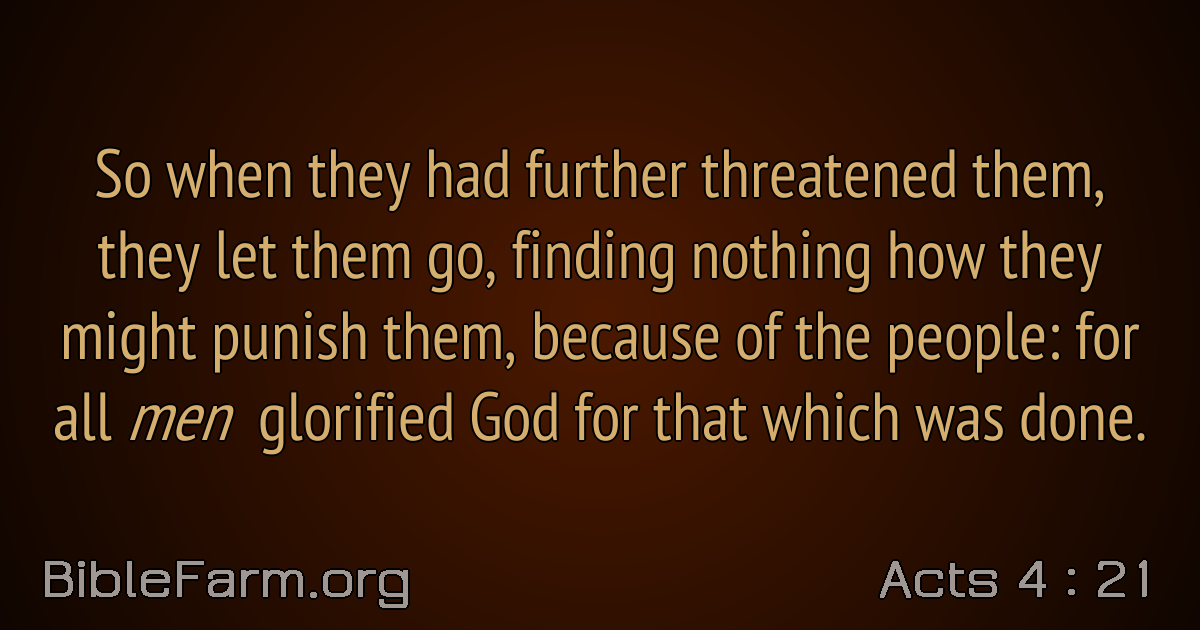 So when they had further threatened them,
they let them go, finding nothing how they
might punish them, because of the people: for
all men glorified God for that which was done.
BibleFarm.org
Acts 4 : 21